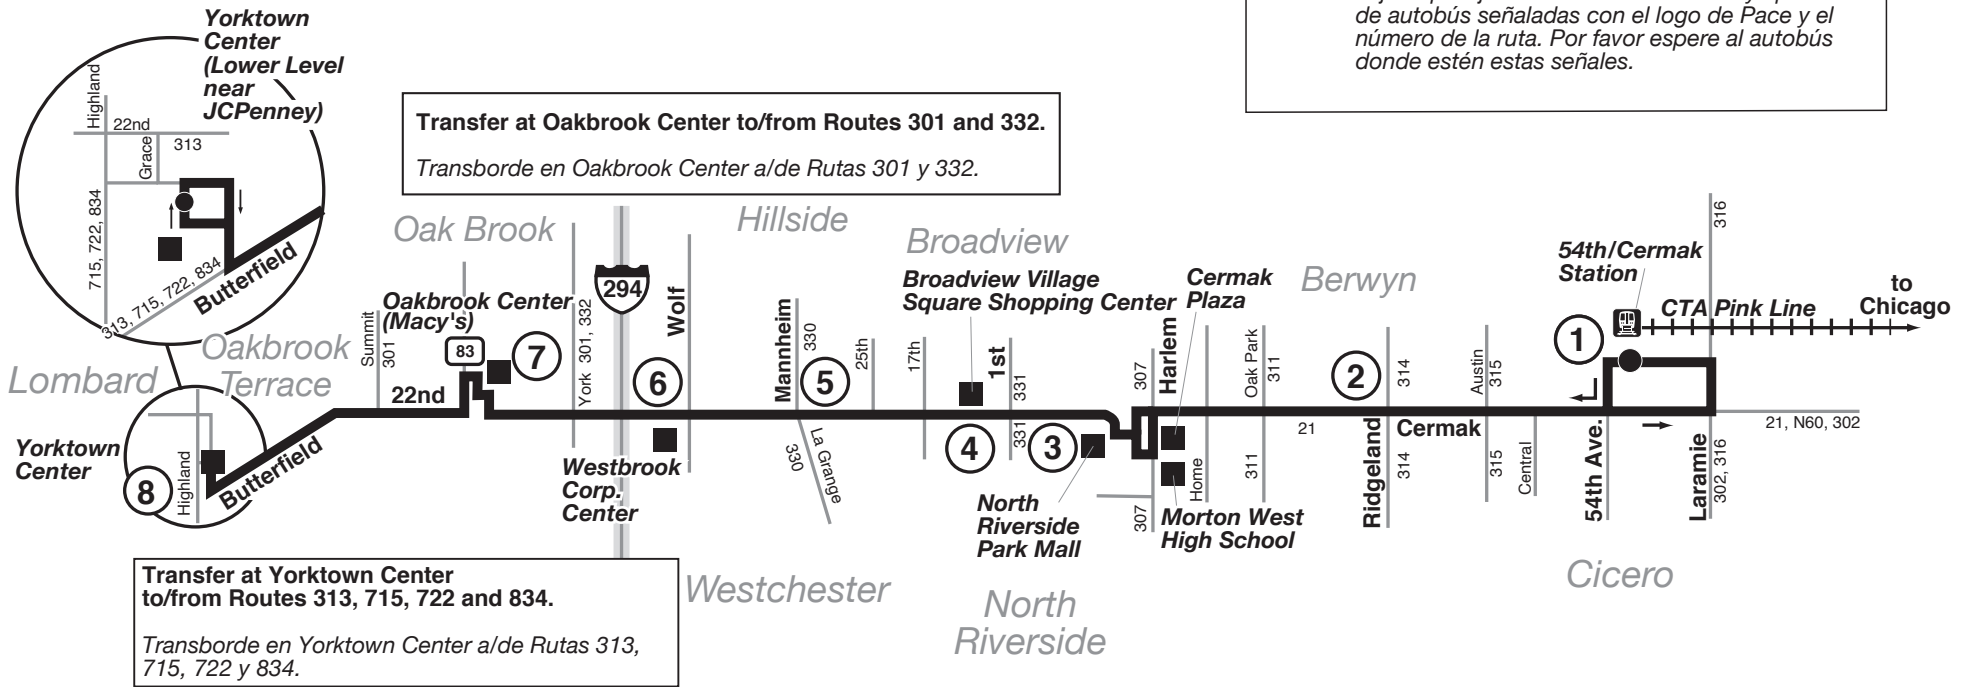 de autobús señaladas con el logo de Pace y el
número de la ruta. Por favor espere al autobús
donde estén estas señales.
Yorktown
Center
(Lower Level
near
JCPenney)
Highland
22nd
313
Grace
715, 722, 834
313, 715, 722, 834
Butterfield
Transfer at Oakbrook Center to/from Routes 301 and 332.
Transborde en Oakbrook Center a/de Rutas 301 y 332.
Oak Brook
Hillside
Broadview
Berwyn
Oakbrook
Terrace
Lombard
Westchester
North
Riverside
Cicero
Yorktown
Center
8
Highland
Butterfield
Summit
301
22nd
Oakbrook Center
(Macy's)
83
7
York 301, 332
294
6
Wolf
Westbrook
Corp.
Center
Mannheim
330
5
330
La Grange
25th
17th
Broadview Village
Square Shopping Center
4
1st
331
331
3
North
Riverside
Park Mall
Cermak
Plaza
307
Harlem
307
Morton West
High School
Home
Oak Park
311
311
21
2
314
Ridgeland
314
Cermak
Austin
315
315
Central
1
54th/Cermak
Station
CTA Pink Line
to
Chicago
316
54th Ave.
Laramie
302, 316
21, N60, 302
Transfer at Yorktown Center
to/from Routes 313, 715, 722 and 834.
Transborde en Yorktown Center a/de Rutas 313,
715, 722 y 834.